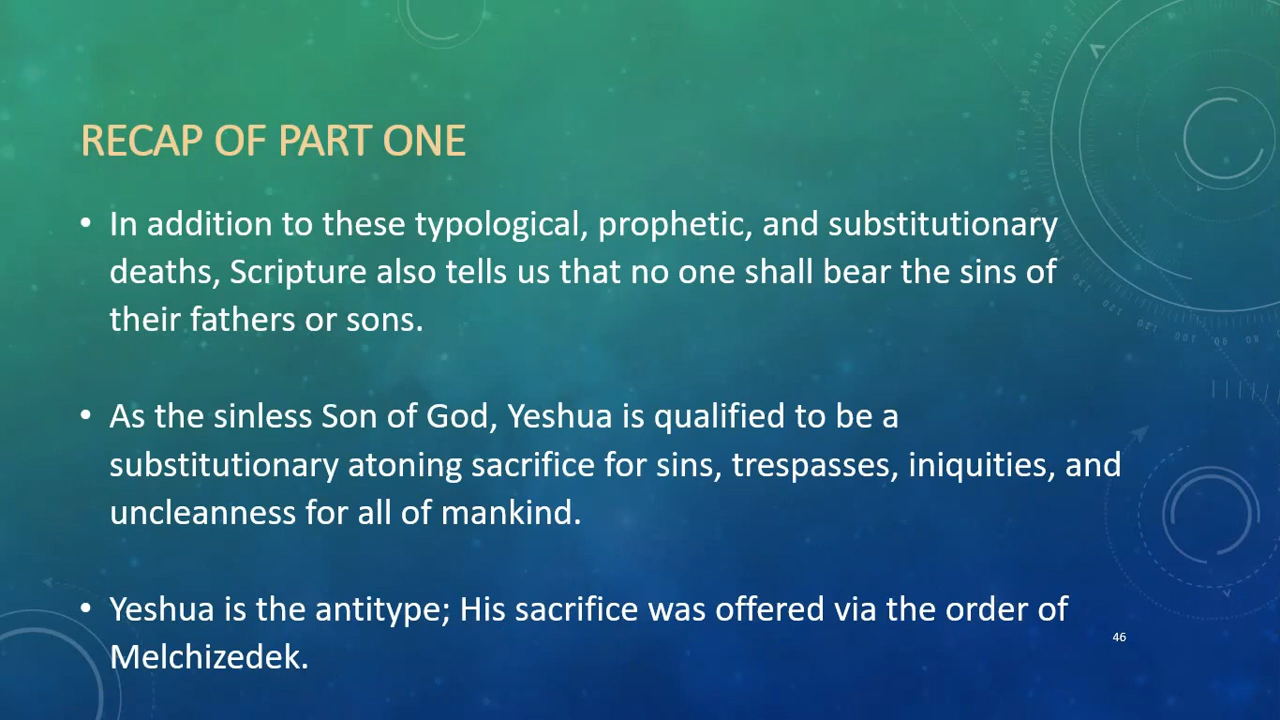 RECAP OF PART ONE
• In addition to these typological, prophetic, and substitutionary
deaths, Scripture also tells us that no one shall bear the sins of
their fathers or sons.
• As the sinless Son of God, Yeshua is qualified to be a
substitutionary atoning sacrifice for sins, trespasses, iniquities, and
uncleanness for all of mankind.
• Yeshua is the antitype; His sacrifice was offered via the order of
Melchizedek.
46